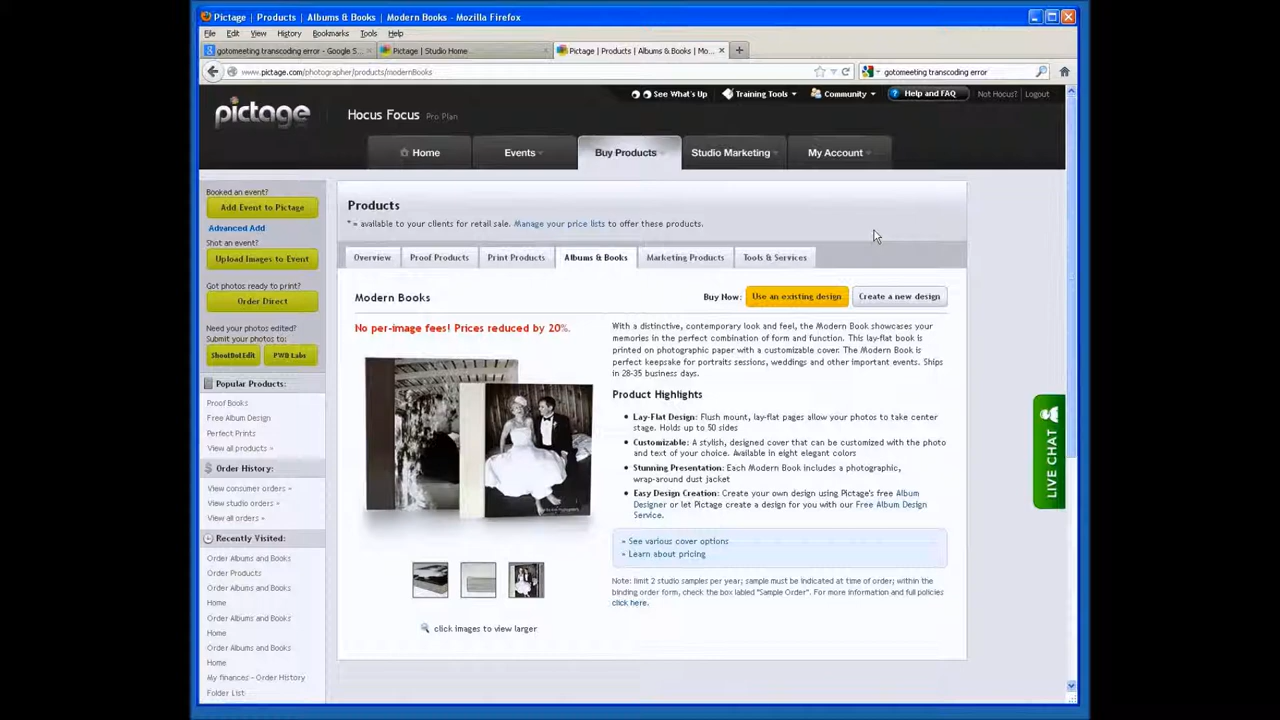 Pictage | Products | Albums & Books | Modern Books - Mozilla Firefox
File Edit View History Bookmarks Tools Help
gotomeeting transcoding error - Google S...
Pictage | Studio Home
Pictage | Products | Albums & Books | Mo...
www.pictage.com/photographer/products/modernBooks
gotomeeting transcoding error
See What's Up Training Tools Community Help and FAQ Not Hocus? Logout
pictage
Hocus Focus Pro Plan
Home Events Buy Products Studio Marketing My Account
Booked an event?
Add Event to Pictage
Advanced Add
Shot an event?
Upload Images to Event
Got photos ready to print?
Order Direct
Need your photos edited?
Submit your photos to:
ShootDotEdit PWD Labs
Popular Products:
Proof Books
Free Album Design
Perfect Prints
View all products »
Order History:
View consumer orders »
View studio orders »
View all orders »
Recently Visited:
Order Albums and Books
Order Products
Order Albums and Books
Home
Order Albums and Books
Home
Order Albums and Books
Home
My finances - Order History
Folder List
Products
* = available to your clients for retail sale. Manage your price lists to offer these products.
Overview Proof Products Print Products Albums & Books Marketing Products Tools & Services
Modern Books
Buy Now: Use an existing design Create a new design
No per-image fees! Prices reduced by 20%.
click images to view larger
With a distinctive, contemporary look and feel, the Modern Book showcases your
memories in the perfect combination of form and function. This lay-flat book is
printed on photographic paper with a customizable cover. The Modern Book is
perfect keepsake for portraits sessions, weddings and other important events. Ships
in 28-35 business days.
Product Highlights
Lay-Flat Design: Flush mount, lay-flat pages allow your photos to take center
stage. Holds up to 50 sides
Customizable: A stylish, designed cover that can be customized with the photo
and text of your choice. Available in eight elegant colors
Stunning Presentation: Each Modern Book includes a photographic,
wrap-around dust jacket
Easy Design Creation: Create your own design using Pictage's free Album
Designer or let Pictage create a design for you with our Free Album Design
Service.
» See various cover options
» Learn about pricing
Note: limit 2 studio samples per year; sample must be indicated at time of order; within the
binding order form, check the box labled "Sample Order". For more information and full policies
click here.
LIVE CHAT